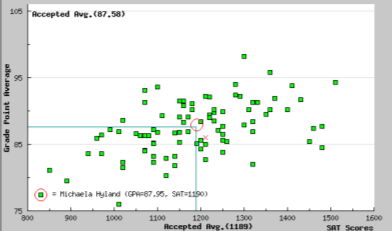 Accepted Avg.(87.58)
Grade Point Average
105
95
85
75
= Michaela Hyland (GPA=87.95, SAT=1190)
800 900 1000 1100 1200 1300 1400 1500 1600
Accepted Avg.(1189)
SAT Scores